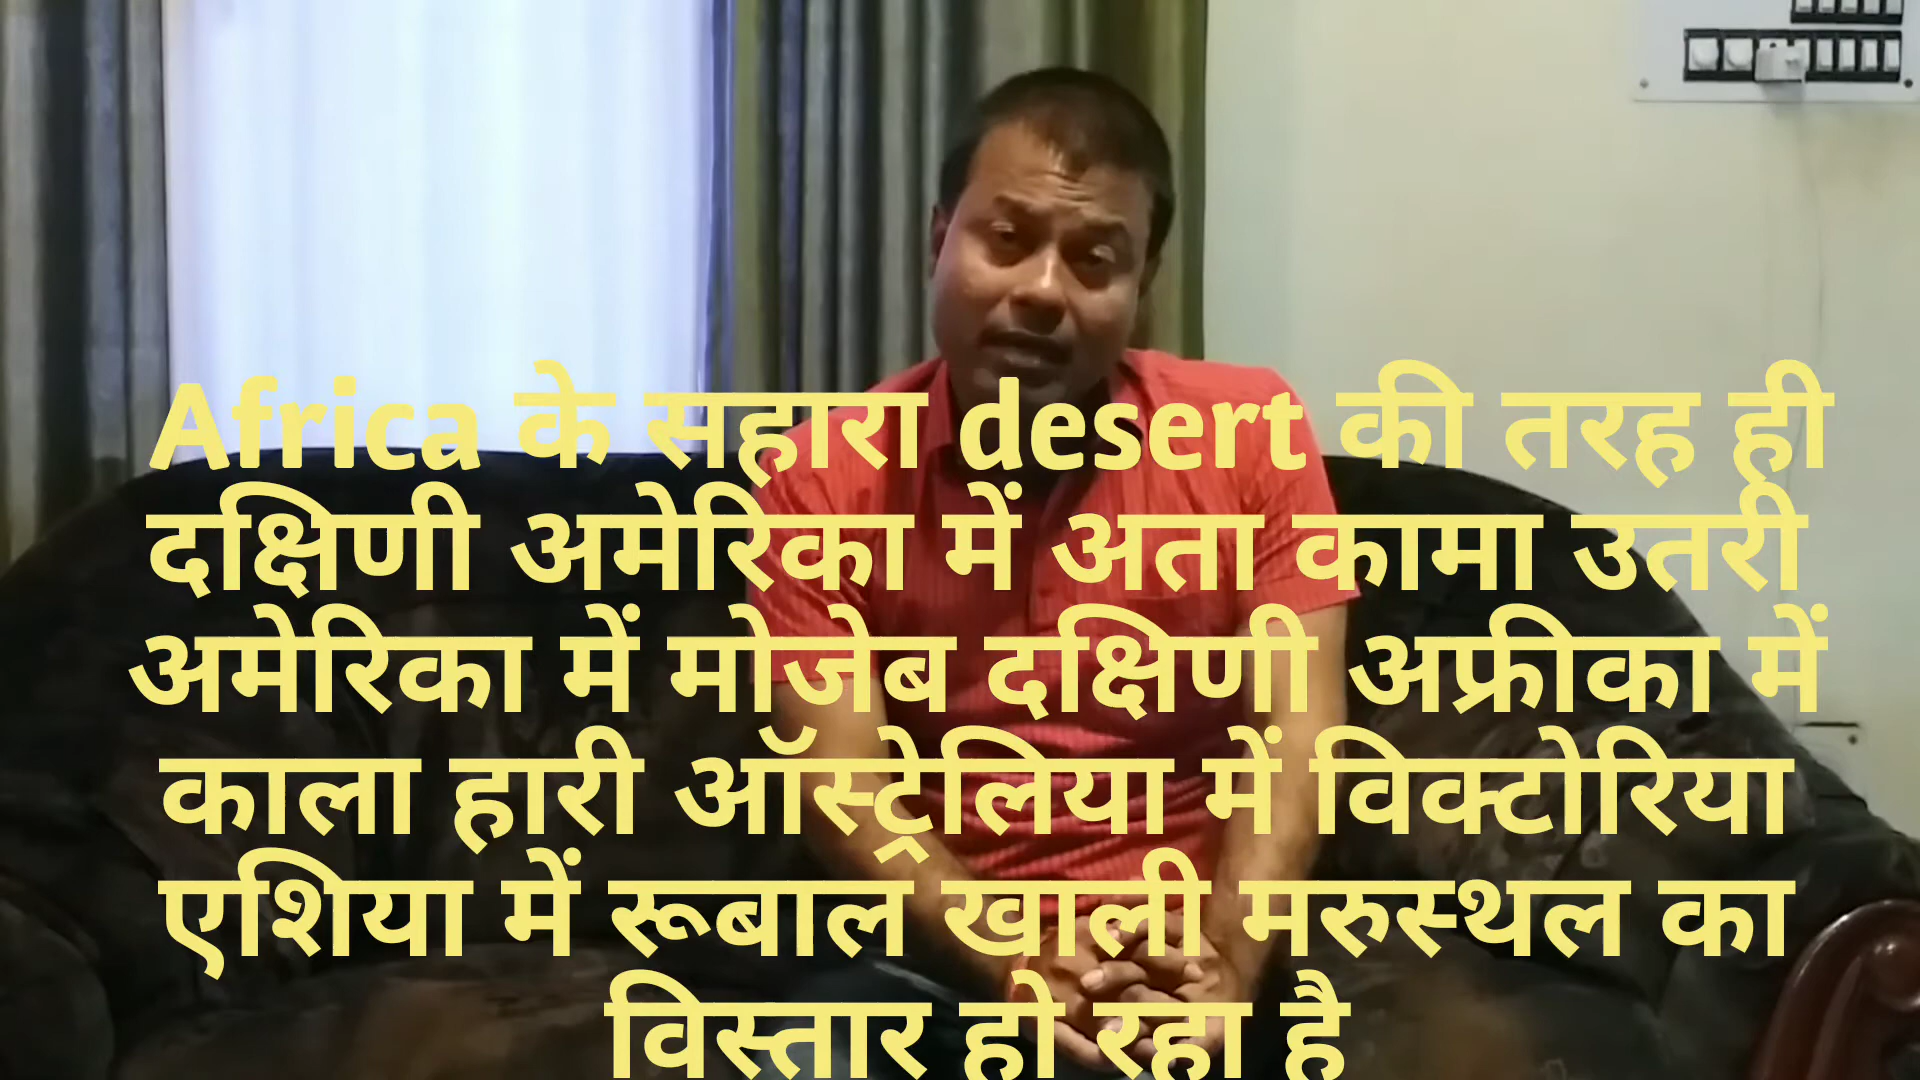 Africa के सहारा desert की तरह ही
दक्षिणी अमेरिका में अता कामा उतरी
अमेरिका में मोजेब दक्षिणी अफ्रीका में
काला हारी ऑस्ट्रेलिया में विक्टोरिया
एशिया में रूबाल खाली मरुस्थल का
विस्तार हो रहा है